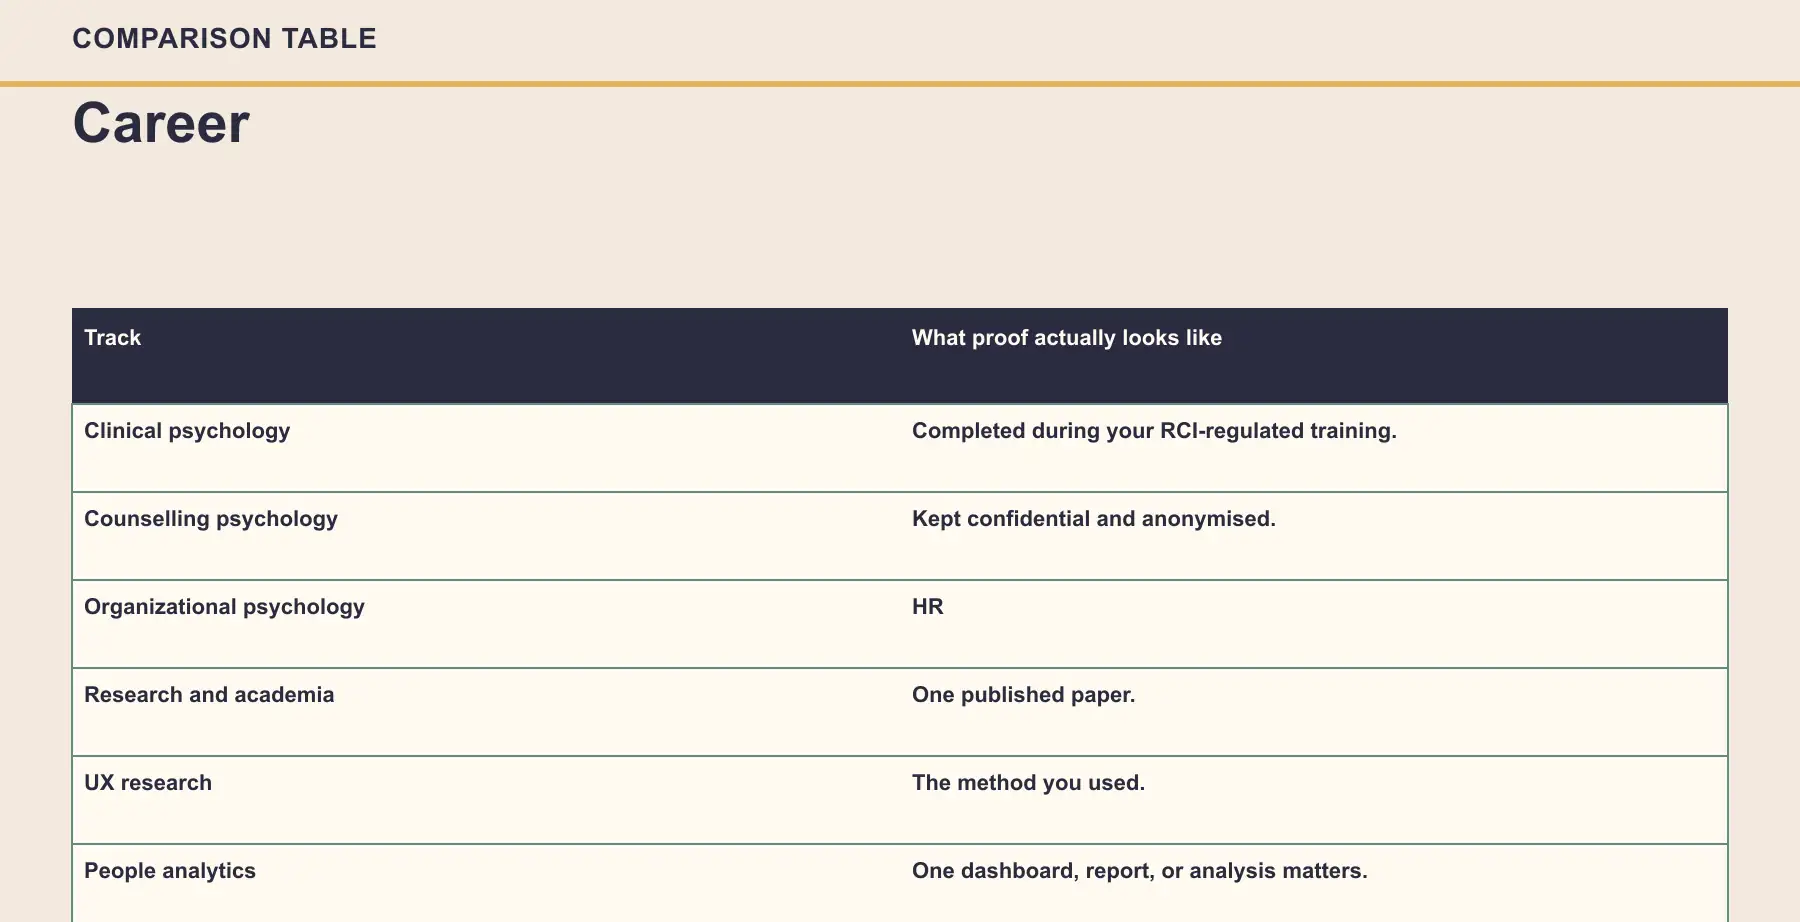 COMPARISON TABLE
Career
Track What proof actually looks like
Clinical psychology Completed during your RCI-regulated training.
Counselling psychology Kept confidential and anonymised.
Organizational psychology HR
Research and academia One published paper.
UX research The method you used.
People analytics One dashboard, report, or analysis matters.